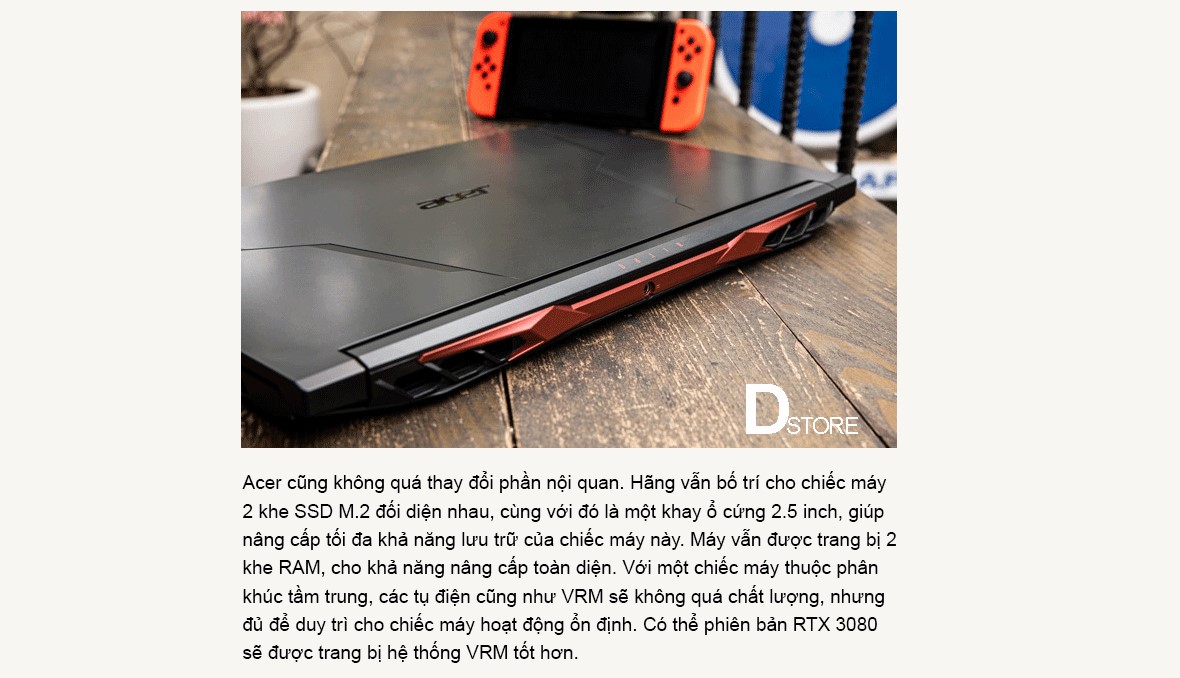 acer
DSTORE
Acer cũng không quá thay đổi phần nội quan. Hãng vẫn bố trí cho chiếc máy
2 khe SSD M.2 đối diện nhau, cùng với đó là một khay ổ cứng 2.5 inch, giúp
nâng cấp tối đa khả năng lưu trữ của chiếc máy này. Máy vẫn được trang bị 2
khe RAM, cho khả năng nâng cấp toàn diện. Với một chiếc máy thuộc phân
khúc tầm trung, các tụ điện cũng như VRM sẽ không quá chất lượng, nhưng
đủ để duy trì cho chiếc máy hoạt động ổn định. Có thể phiên bản RTX 3080
sẽ được trang bị hệ thống VRM tốt hơn.